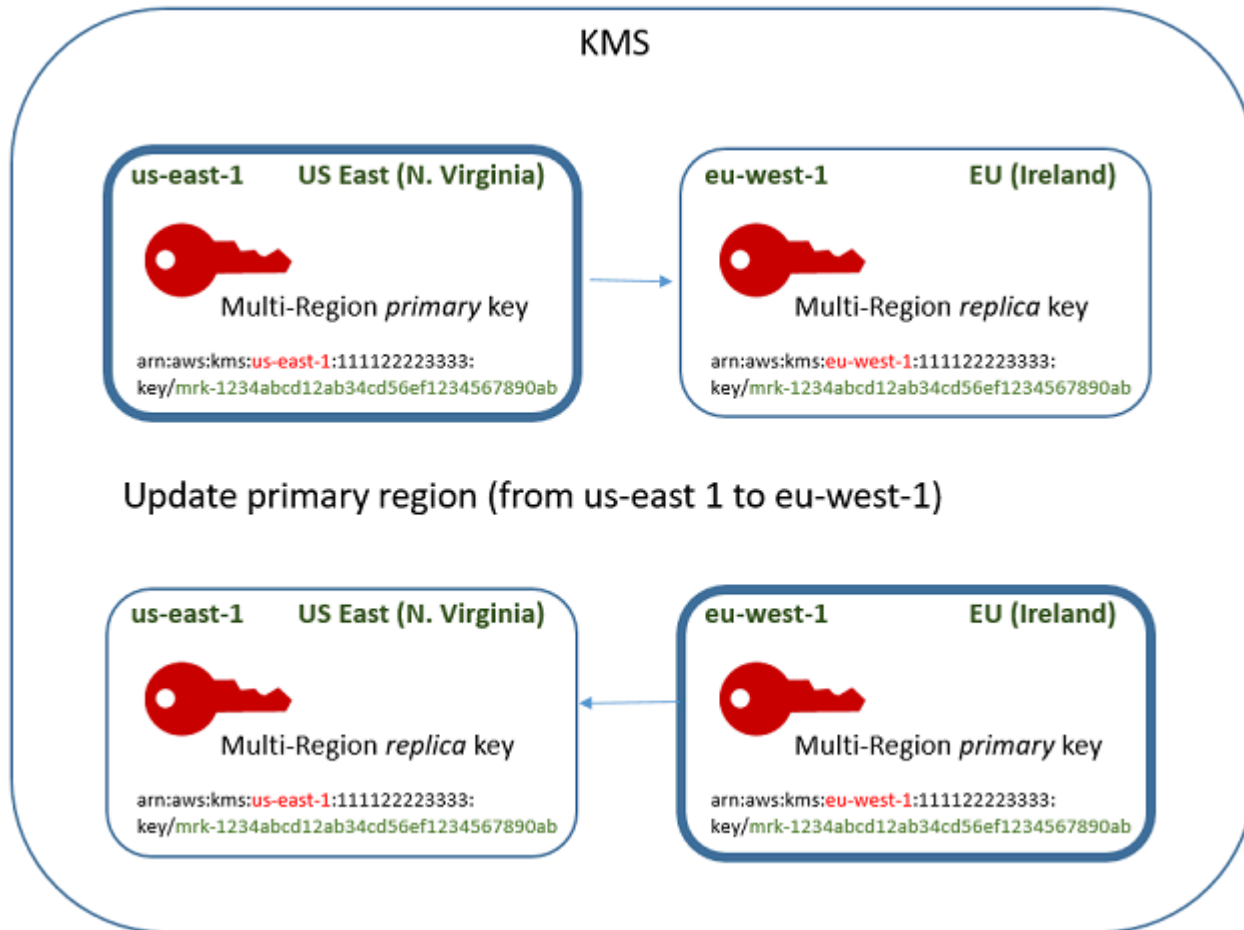 KMS
us-east-1 US East (N. Virginia)
Multi-Region primary key
arn:aws:kms:us-east-1:111122223333:
key/mrk-1234abcd12ab34cd56ef1234567890ab
eu-west-1 EU (Ireland)
Multi-Region replica key
arn:aws:kms:eu-west-1:111122223333:
key/mrk-1234abcd12ab34cd56ef1234567890ab
Update primary region (from us-east 1 to eu-west-1)
us-east-1 US East (N. Virginia)
Multi-Region replica key
arn:aws:kms:us-east-1:111122223333:
key/mrk-1234abcd12ab34cd56ef1234567890ab
eu-west-1 EU (Ireland)
Multi-Region primary key
arn:aws:kms:eu-west-1:111122223333:
key/mrk-1234abcd12ab34cd56ef1234567890ab